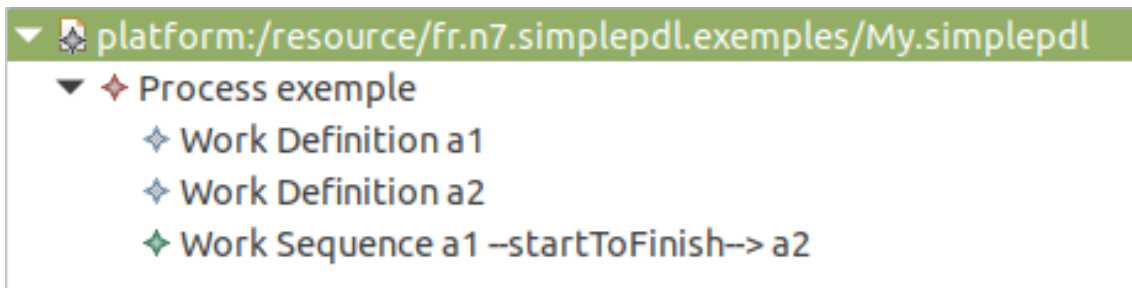 platform:/resource/fr.n7.simplepdl.exemples/My.simplepdl
Process exemple
Work Definition a1
Work Definition a2
Work Sequence a1 --startToFinish--> a2